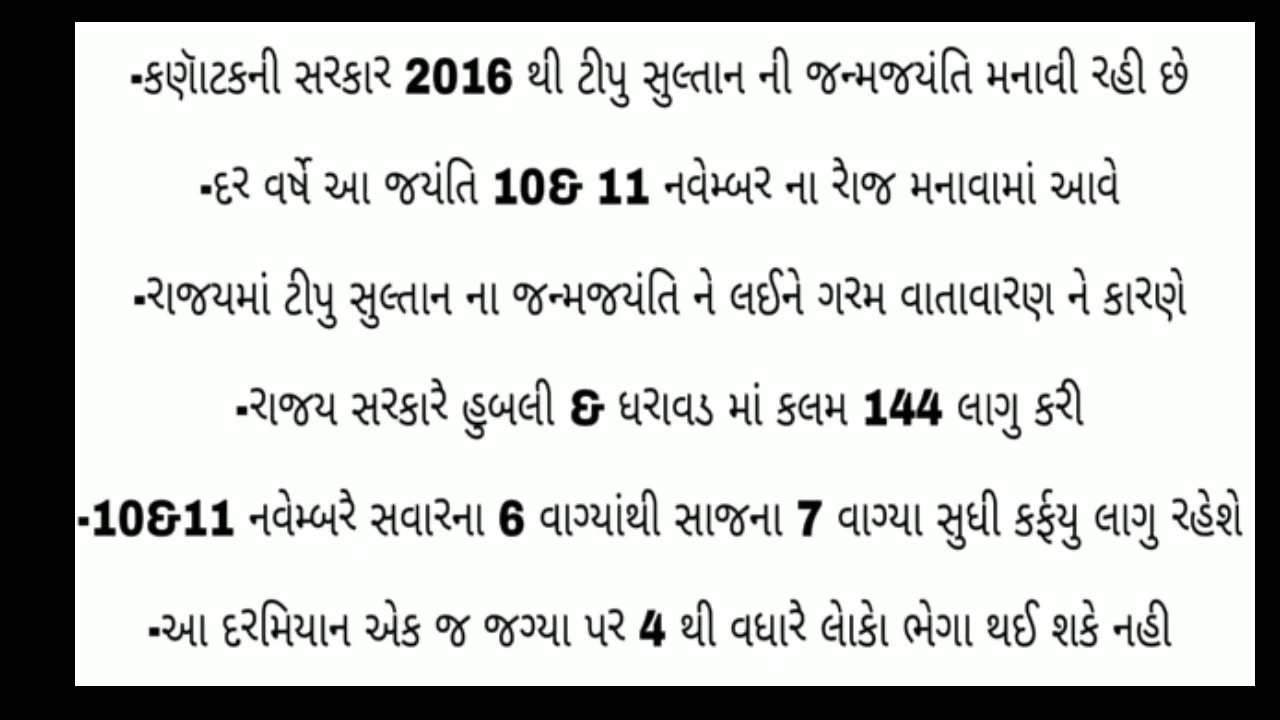 -કર્ણાટકની સરકાર 2016 થી ટીપુ સુલ્તાન ની જન્મજયંતિ મનાવી રહી છે
-દર વર્ષે આ જયંતિ 10& 11 નવેમ્બર ના રોજ મનાવામાં આવે
-રાજયમાં ટીપુ સુલ્તાન ના જન્મજયંતિ ને લઈને ગરમ વાતાવારણ ને કારણે
-રાજય સરકારે હુબલી & ધરાવડ માં કલમ 144 લાગુ કરી
-10&11 નવેમ્બરે સવારના 6 વાગ્યાંથી સાજના 7 વાગ્યા સુધી કર્ફયુ લાગુ રહેશે
-આ દરમિયાન એક જ જગ્યા પર 4 થી વધારે લોકો ભેગા થઈ શકે નહી